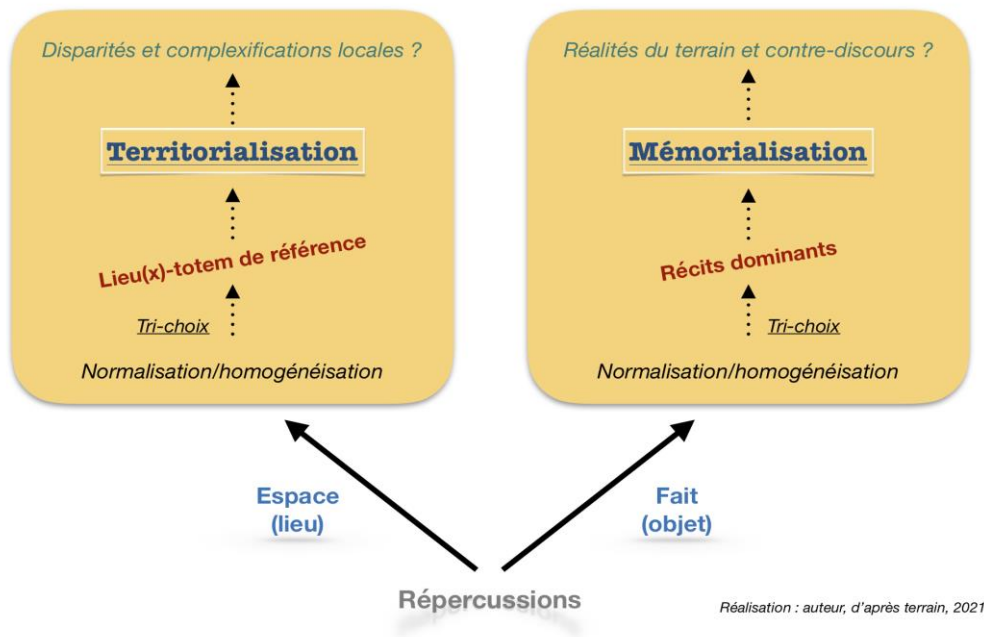 Disparités et complexifications locales ?
Territorialisation
Lieu(x)-totem de référence
Tri-choix
Normalisation/homogénéisation
Réalités du terrain et contre-discours ?
Mémorialisation
Récits dominants
Tri-choix
Normalisation/homogénéisation
Espace
(lieu)
Fait
(objet)
Répercussions
Réalisation : auteur, d'après terrain, 2021